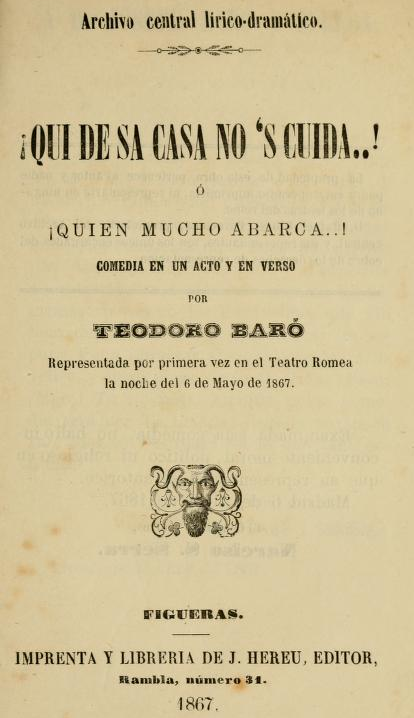 Archivo central lírico-dramático.
¡QUI DE SA CASA NO 'S CUIDA..!
Ó
¡QUIEN MUCHO ABARCA..!
COMEDIA EN UN ACTO Y EN VERSO
POR
TEODORO BARÓ
Representada por primera vez en el Teatro Romea
la noche del 6 de Mayo de 1867.
FIGUERAS.
IMPRENTA Y LIBRERIA DE J. HEREU, EDITOR,
Rambla, número 31.
1867.